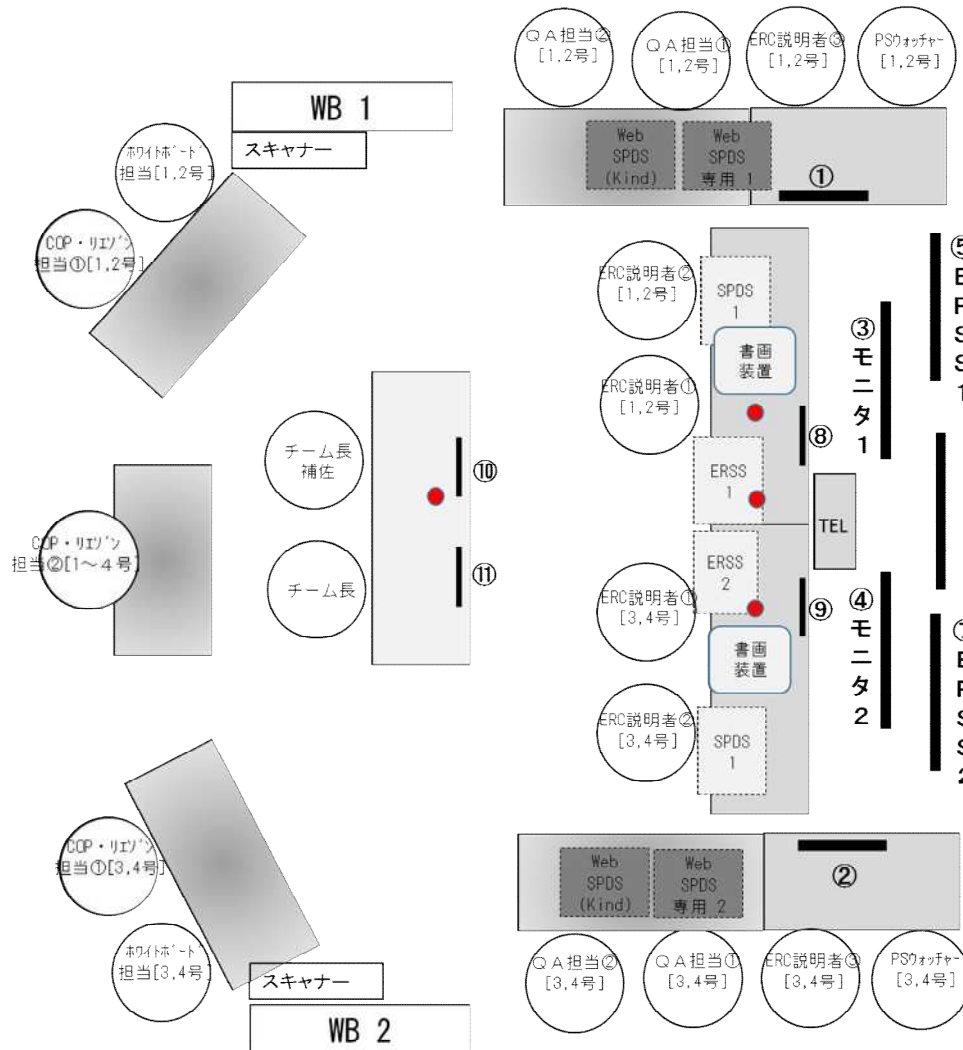 QA担当②
[1,2号]
QA担当①
[1,2号]
ERC説明者③
[1,2号]
PSウォッチャー
[1,2号]
WB 1
スキャナー
Web
SPDS
(Kind)
Web
SPDS
専用 1
①
ホワイトボード
担当[1,2号]
COP・リエゾン
担当①[1,2号]
ERC説明者②
[1,2号]
SPDS
1
書画
装置
③モニタ1
⑤
ERC説明者①
[1,2号]
⑧
チーム長
補佐
⑩
ERSS
1
TEL
COP・リエゾン
担当②[1～4号]
チーム長
⑪
ERSS
2
ERC説明者①
[3,4号]
⑨
④モニタ2
書画
装置
ERC説明者②
[3,4号]
SPDS
1
COP・リエゾン
担当①[3,4号]
Web
SPDS
(Kind)
Web
SPDS
専用 2
②
ホワイトボード
担当[3,4号]
スキャナー
WB 2
QA担当②
[3,4号]
QA担当①
[3,4号]
ERC説明者③
[3,4号]
PSウォッチャー
[3,4号]